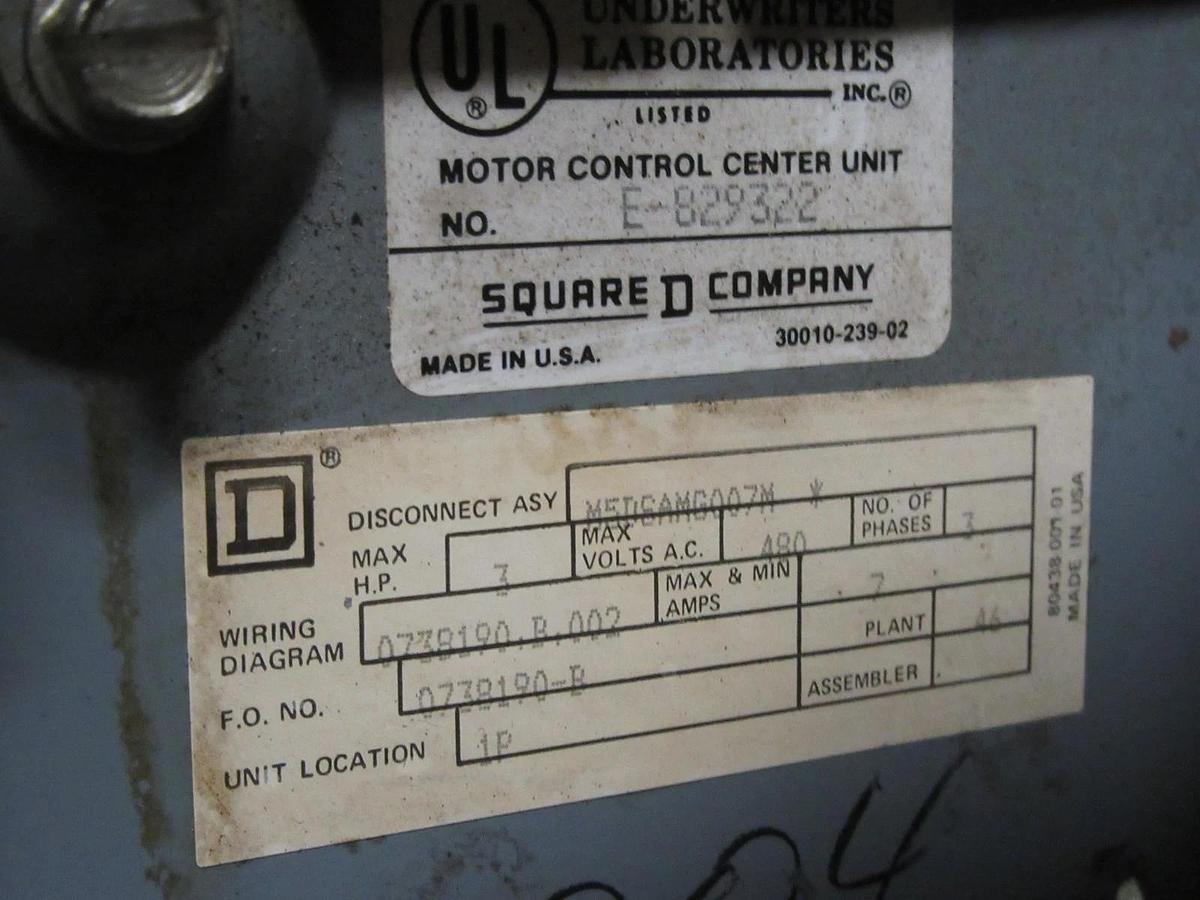 UL ®
UNDERWRITERS
LABORATORIES
INC.®
LISTED
MOTOR CONTROL CENTER UNIT
NO. E-829322
SQUARE D COMPANY
MADE IN U.S.A. 30010-239-02
D ®
DISCONNECT ASY *
MAX H.P. 3 MAX VOLTS A.C. 480 NO. OF PHASES 3
WIRING DIAGRAM 0738190.B.002 MAX & MIN AMPS 7
F.O. NO. 0738190-B PLANT 46
UNIT LOCATION 1P ASSEMBLER
MADE IN USA